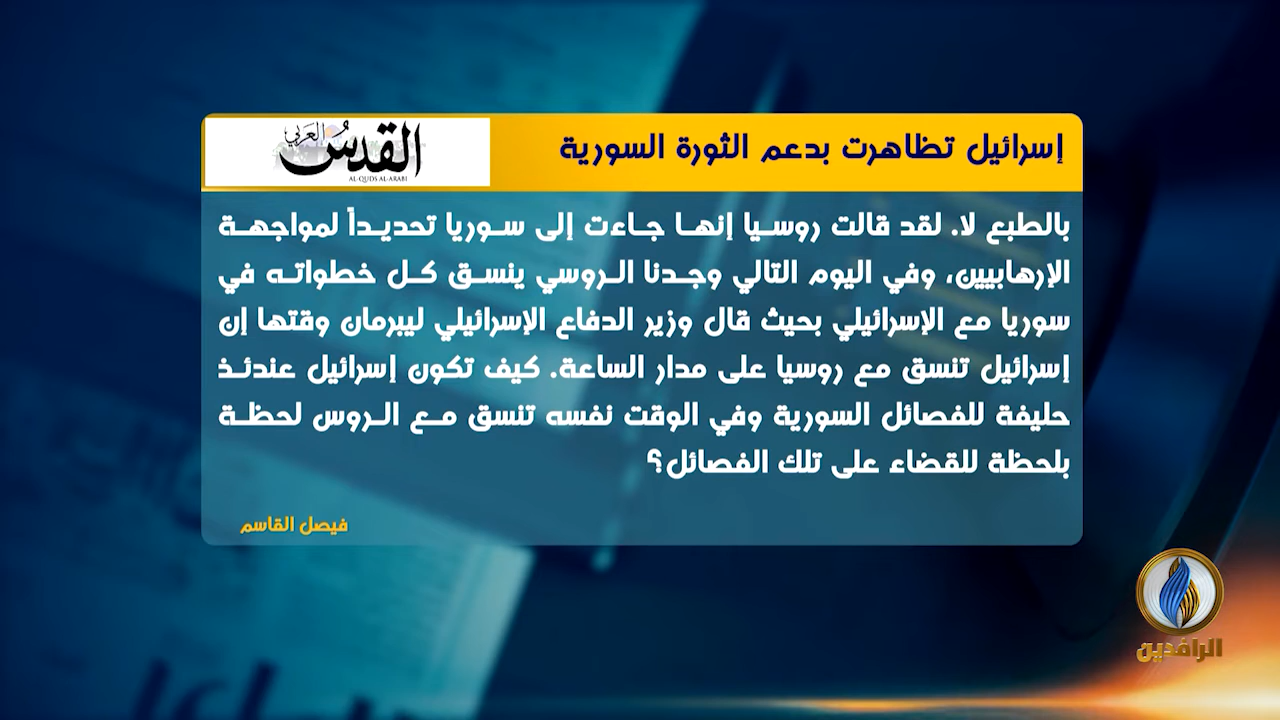 إسرائيل تظاهرت بدعم الثورة السورية
القدس العربي
AL-QUDS AL-ARABI
بالطبع لا. لقد قالت روسيا إنها جاءت إلى سوريا تحديداً لمواجهة
الإرهابيين، وفي اليوم التالي وجدنا الروسي ينسق كل خطواته في
سوريا مع الإسرائيلي بحيث قال وزير الدفاع الإسرائيلي ليبرمان وقتها إن
إسرائيل تنسق مع روسيا على مدار الساعة. كيف تكون إسرائيل عندئذ
حليفة للفصائل السورية وفي الوقت نفسه تنسق مع الروس لحظة
بلحظة للقضاء على تلك الفصائل؟
فيصل القاسم
الرافدين